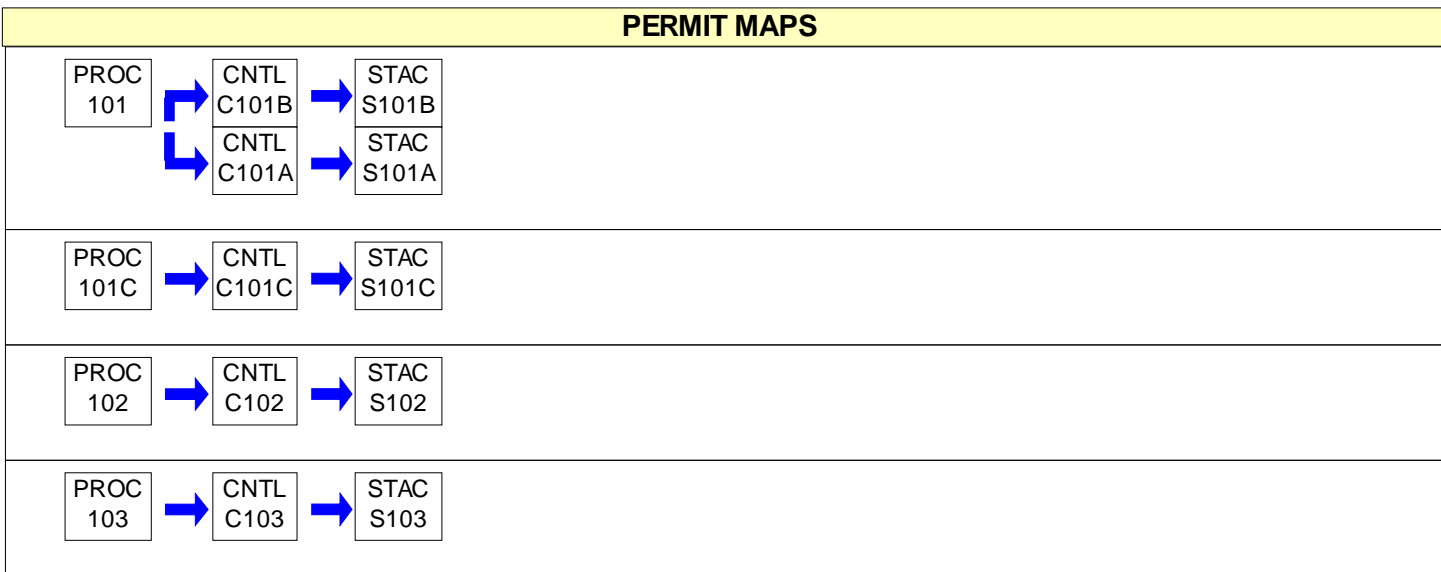 PERMIT MAPS
PROC CNTL STAC
101 C101B S101B
CNTL STAC
C101A S101A
PROC CNTL STAC
101C C101C S101C
PROC CNTL STAC
102 C102 S102
PROC CNTL STAC
103 C103 S103